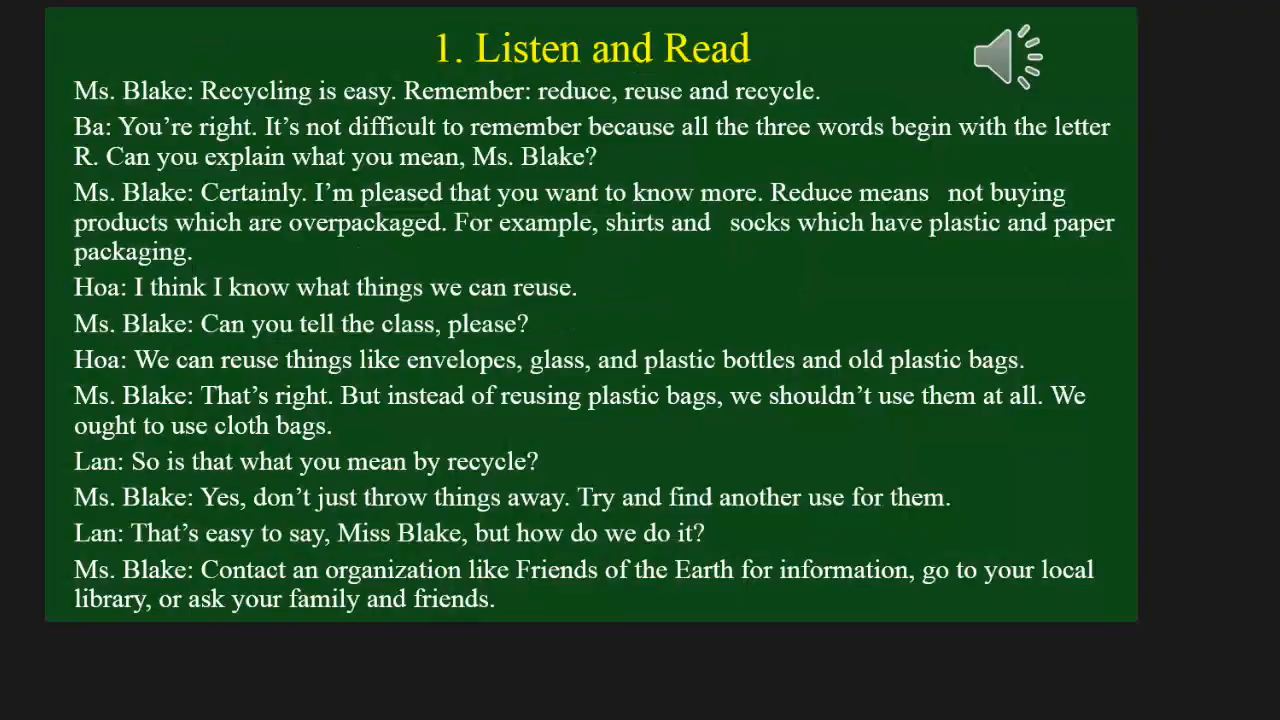 1. Listen and Read
Ms. Blake: Recycling is easy. Remember: reduce, reuse and recycle.
Ba: You’re right. It’s not difficult to remember because all the three words begin with the letter
R. Can you explain what you mean, Ms. Blake?
Ms. Blake: Certainly. I’m pleased that you want to know more. Reduce means not buying
products which are overpackaged. For example, shirts and socks which have plastic and paper
packaging.
Hoa: I think I know what things we can reuse.
Ms. Blake: Can you tell the class, please?
Hoa: We can reuse things like envelopes, glass, and plastic bottles and old plastic bags.
Ms. Blake: That’s right. But instead of reusing plastic bags, we shouldn’t use them at all. We
ought to use cloth bags.
Lan: So is that what you mean by recycle?
Ms. Blake: Yes, don’t just throw things away. Try and find another use for them.
Lan: That’s easy to say, Miss Blake, but how do we do it?
Ms. Blake: Contact an organization like Friends of the Earth for information, go to your local
library, or ask your family and friends.